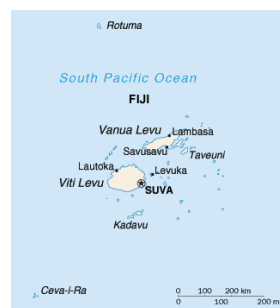 Rotuma
South Pacific Ocean
FIJI
Vanua Levu
Lambasa
Savusavu
Taveuni
Lautoka
Levuka
Viti Levu
SUVA
Kadavu
Ceva-i-Ra
0 100 200 km
0 100 200 m